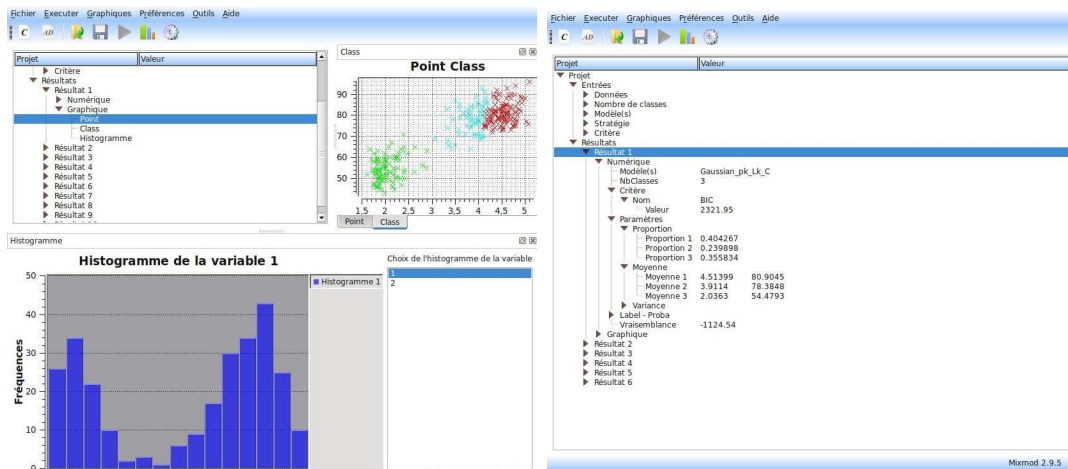 Fichier Executer Graphiques Préférences Outils Aide
C AD
Projet Valeur
Critère
Résultats
Résultat 1
Numérique
Graphique
Point
Class
Histogramme
Résultat 2
Résultat 3
Résultat 4
Résultat 5
Résultat 6
Résultat 7
Résultat 8
Résultat 9
Class
Point Class
90
80
70
60
50
1,5 2 2,5 3 3,5 4 4,5 5
Point Class
Histogramme
Histogramme de la variable 1
Fréquences
50
40
30
20
10
0
Histogramme 1
Choix de l'histogramme de la variable
1
2
Fichier Executer Graphiques Préférences Outils Aide
C AD
Projet Valeur
Projet
Entrées
Données
Nombre de classes
Modèle(s)
Stratégie
Critère
Résultats
Résultat 1
Numérique
Modèle(s) Gaussian_pk_Lk_C
NbClasses 3
Critère
Nom BIC
Valeur 2321.95
Paramètres
Proportion
Proportion 1 0.404267
Proportion 2 0.239898
Proportion 3 0.355834
Moyenne
Moyenne 1 4.51399 80.9045
Moyenne 2 3.9114 78.3848
Moyenne 3 2.0363 54.4793
Variance
Label - Proba
Vraisemblance -1124.54
Graphique
Résultat 2
Résultat 3
Résultat 4
Résultat 5
Résultat 6
Mixmod 2.9.5